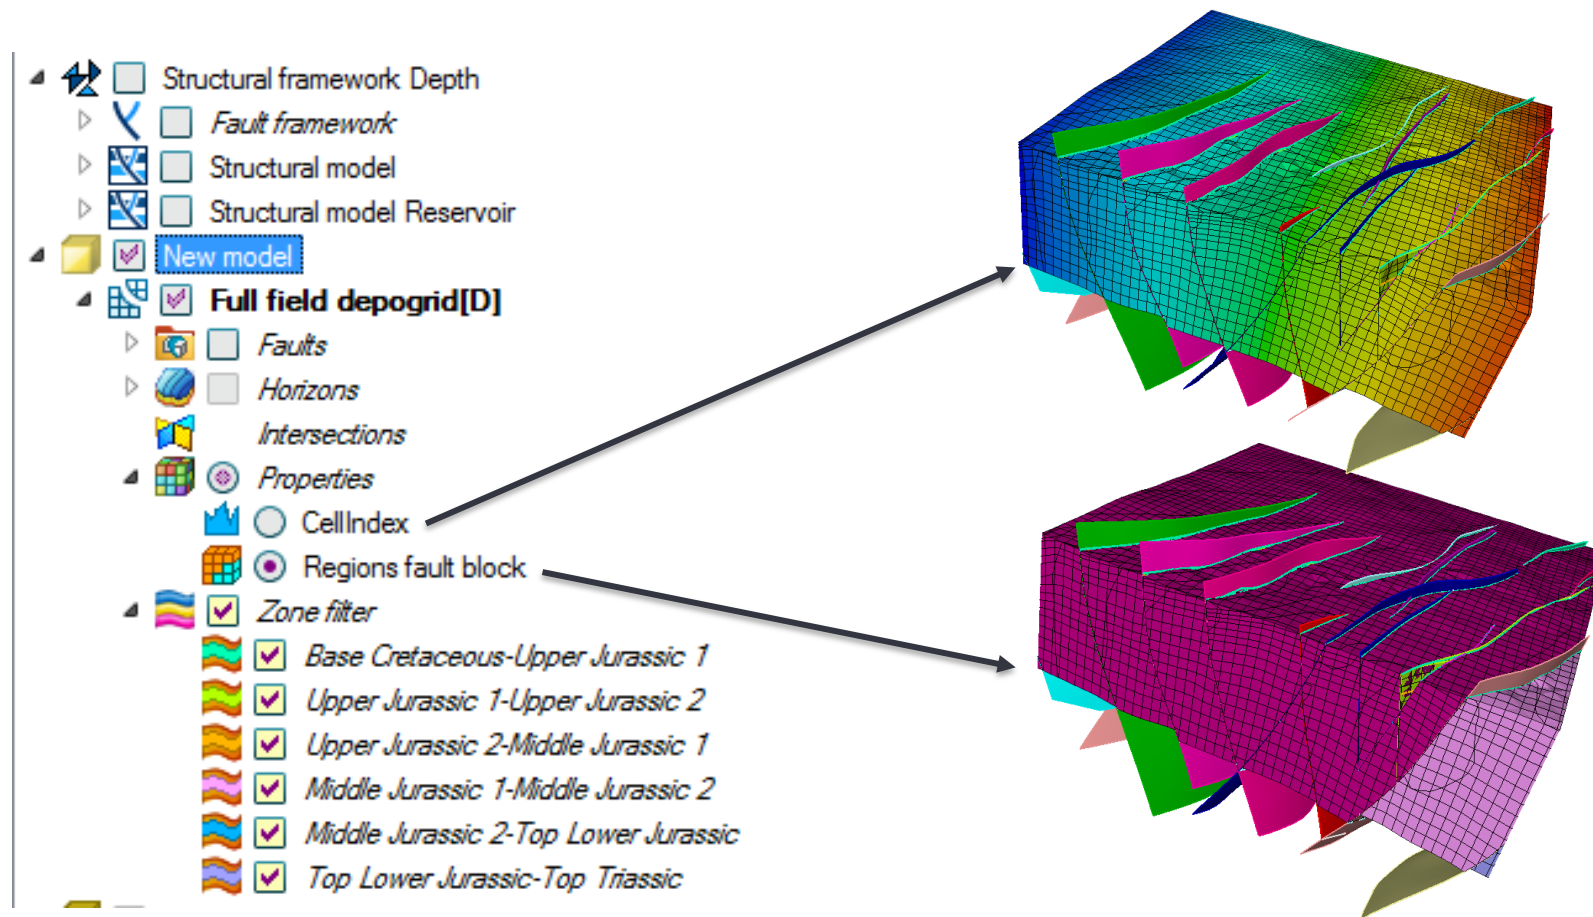 Structural framework Depth
Fault framework
Structural model
Structural model Reservoir
New model
Full field depogrid[D]
Faults
Horizons
Intersections
Properties
CellIndex
Regions fault block
Zone filter
Base Cretaceous-Upper Jurassic 1
Upper Jurassic 1-Upper Jurassic 2
Upper Jurassic 2-Middle Jurassic 1
Middle Jurassic 1-Middle Jurassic 2
Middle Jurassic 2-Top Lower Jurassic
Top Lower Jurassic-Top Triassic